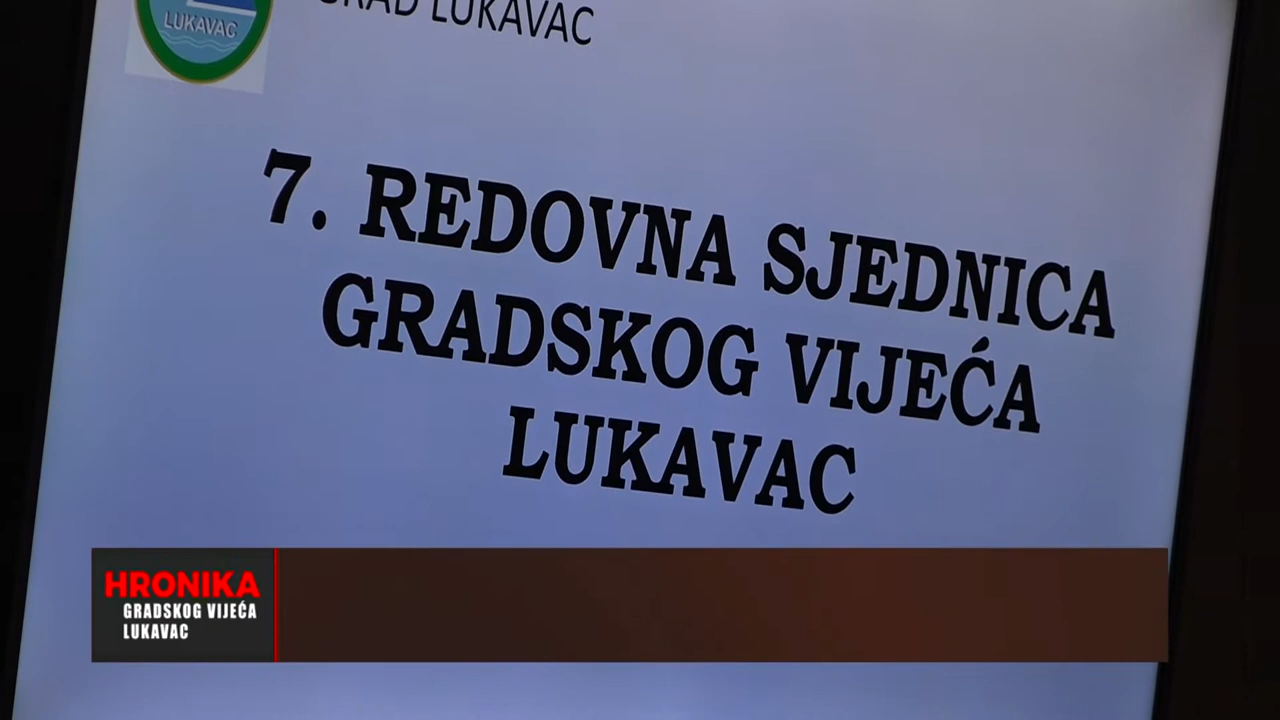 LUKAVAC
GRAD LUKAVAC
7. REDOVNA SJEDNICA
GRADSKOG VIJEĆA
LUKAVAC
HRONIKA
GRADSKOG VIJEĆA
LUKAVAC